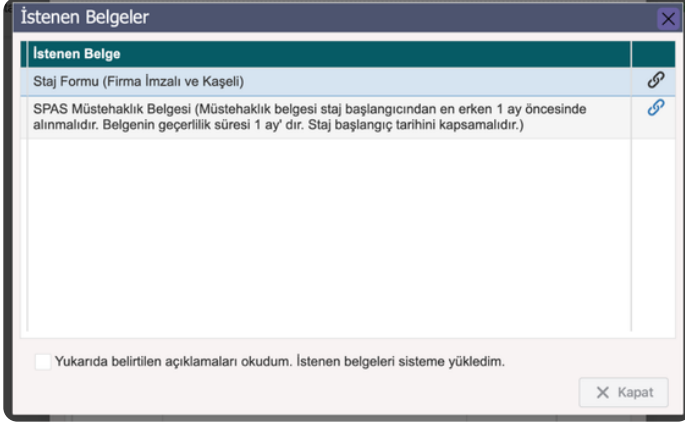 İstenen Belgeler
İstenen Belge
Staj Formu (Firma İmzalı ve Kaşeli)
SPAS Müstehaklık Belgesi (Müstehaklık belgesi staj başlangıcından en erken 1 ay öncesinde
alınmalıdır. Belgenin geçerlilik süresi 1 ay' dır. Staj başlangıç tarihini kapsamalıdır.)
Yukarıda belirtilen açıklamaları okudum. İstenen belgeleri sisteme yükledim.
Kapat